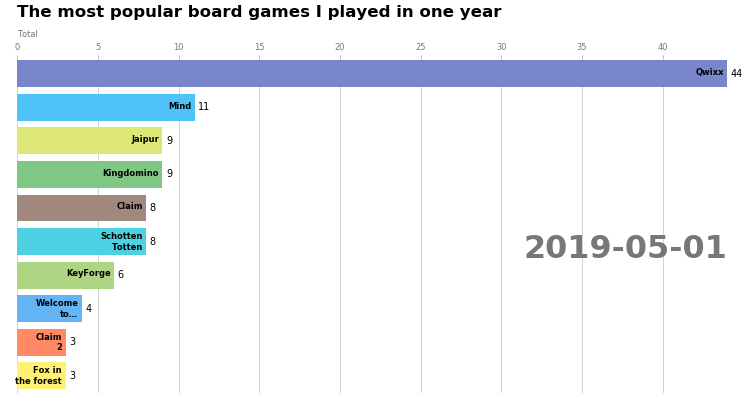 The most popular board games I played in one year
Total
0 5 10 15 20 25 30 35 40
Qwixx 44
Mind 11
Jaipur 9
Kingdomino 9
Claim 8
Schotten
Totten 8
2019-05-01
KeyForge 6
Welcome
to... 4
Claim
2 3
Fox in
the forest 3